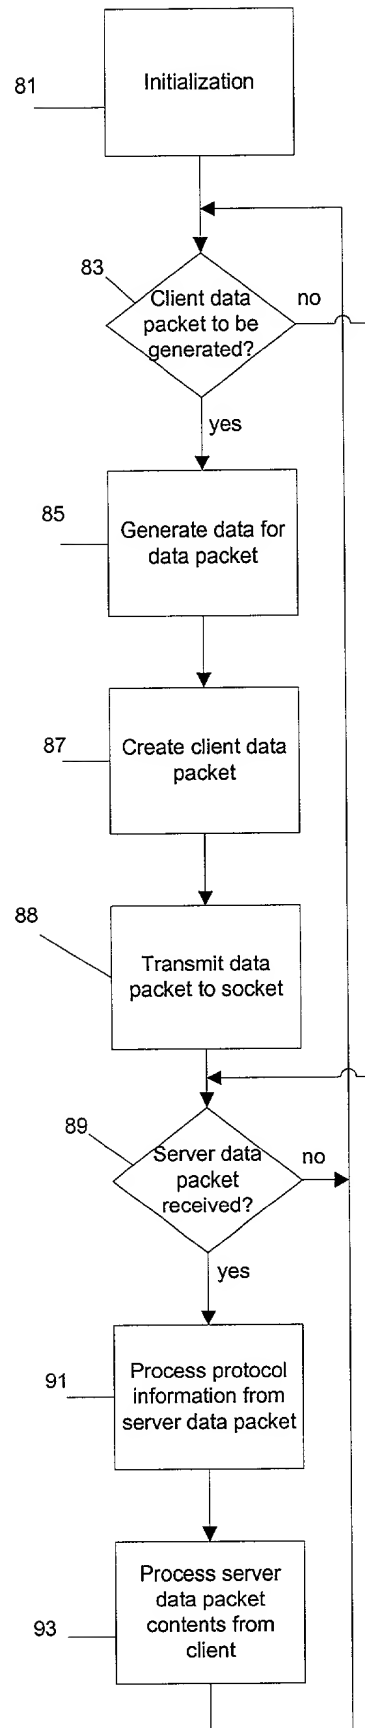 Initialization
81
83
Client data
packet to be
generated?
no
yes
85
Generate data for
data packet
87
Create client data
packet
88
Transmit data
packet to socket
89
Server data
packet
received?
no
yes
91
Process protocol
information from
server data packet
Process server
data packet
contents from
client
93